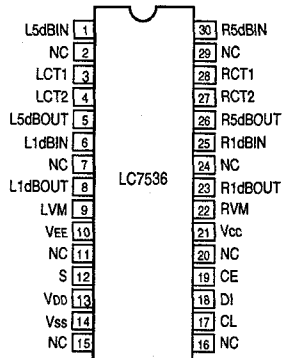 L5dBIN 1 30 R5dBIN
NC 2 29 NC
LCT1 3 28 RCT1
LCT2 4 27 RCT2
L5dBOUT 5 26 R5dBOUT
L1dBIN 6 25 R1dBIN
NC 7 24 NC
LC7536
L1dBOUT 8 23 R1dBOUT
LVM 9 22 RVM
VEE 10 21 VCC
NC 11 20 NC
S 12 19 CE
VDD 13 18 DI
Vss 14 17 CL
NC 15 16 NC